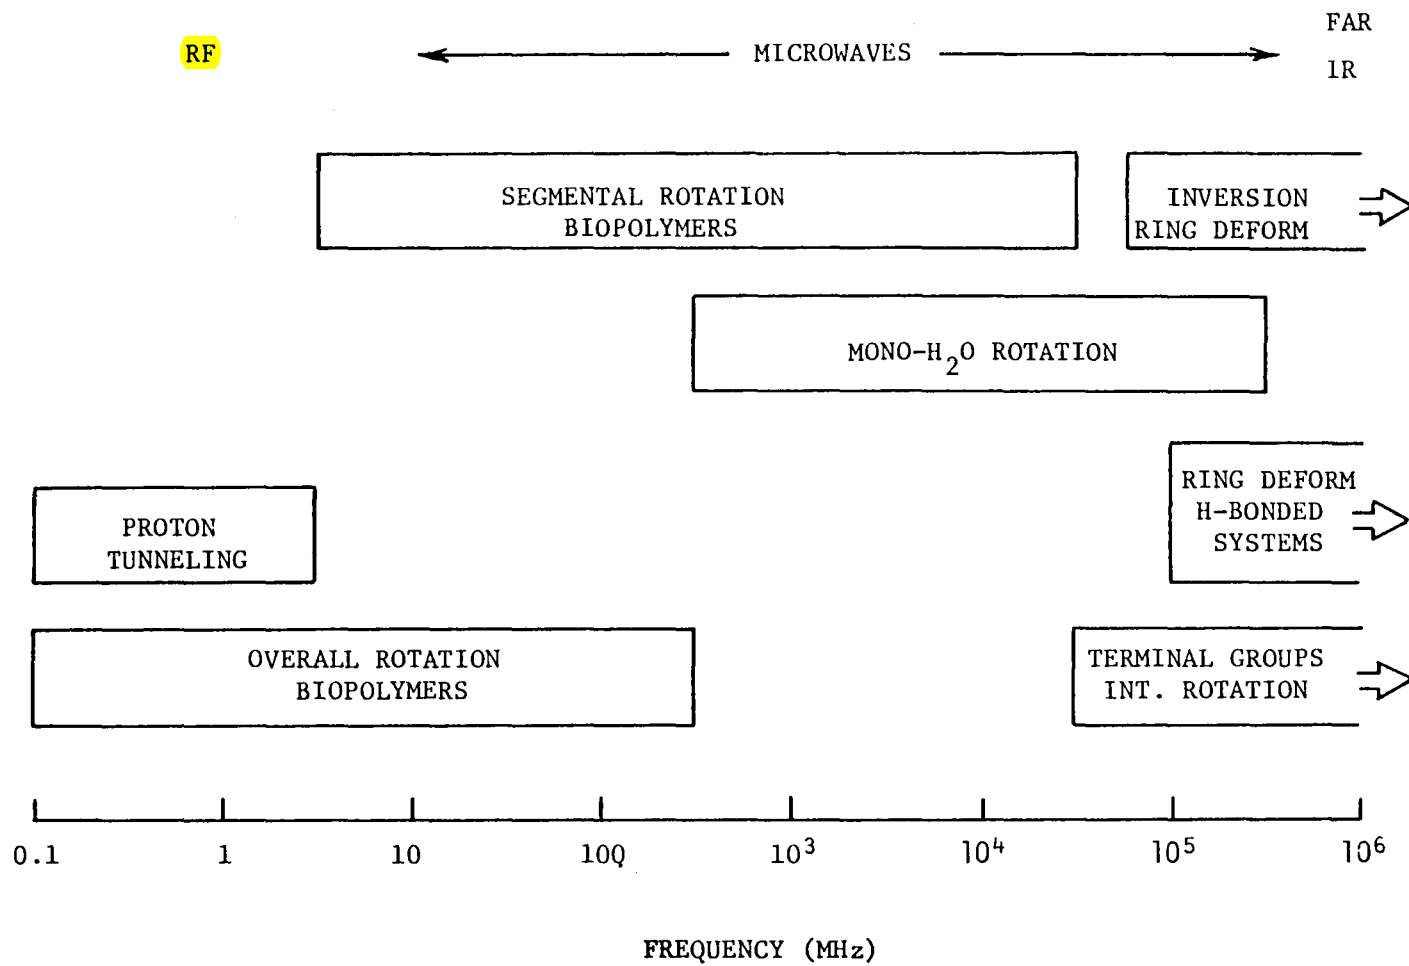 FAR
RF
MICROWAVES
IR
SEGMENTAL ROTATION
BIOPOLYMERS
INVERSION
RING DEFORM
MONO-H₂O ROTATION
RING DEFORM
H-BONDED
SYSTEMS
PROTON
TUNNELING
OVERALL ROTATION
BIOPOLYMERS
TERMINAL GROUPS
INT. ROTATION
0.1 1 10 10Q 10³ 10⁴ 10⁵ 10⁶
FREQUENCY (MHz)